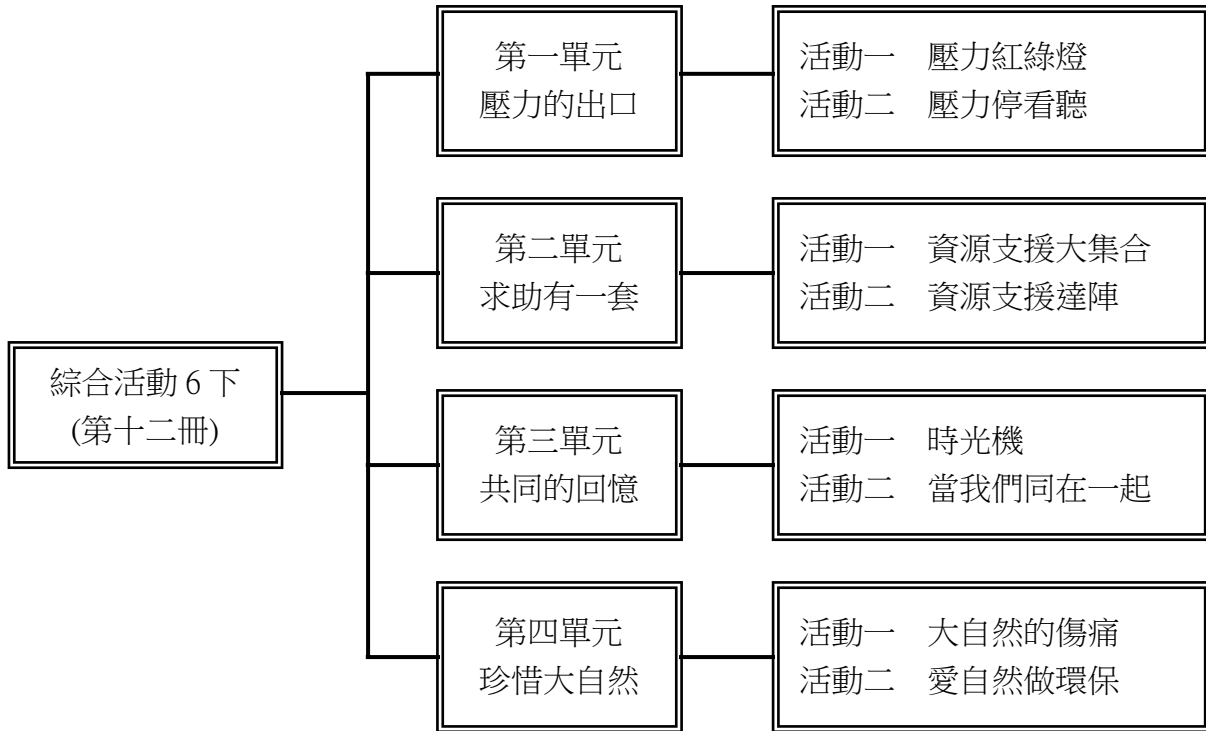 綜合活動6下
(第十二冊)
第一單元
壓力的出口
活動一　壓力紅綠燈
活動二　壓力停看聽
第二單元
求助有一套
活動一　資源支援大集合
活動二　資源支援達陣
第三單元
共同的回憶
活動一　時光機
活動二　當我們同在一起
第四單元
珍惜大自然
活動一　大自然的傷痛
活動二　愛自然做環保